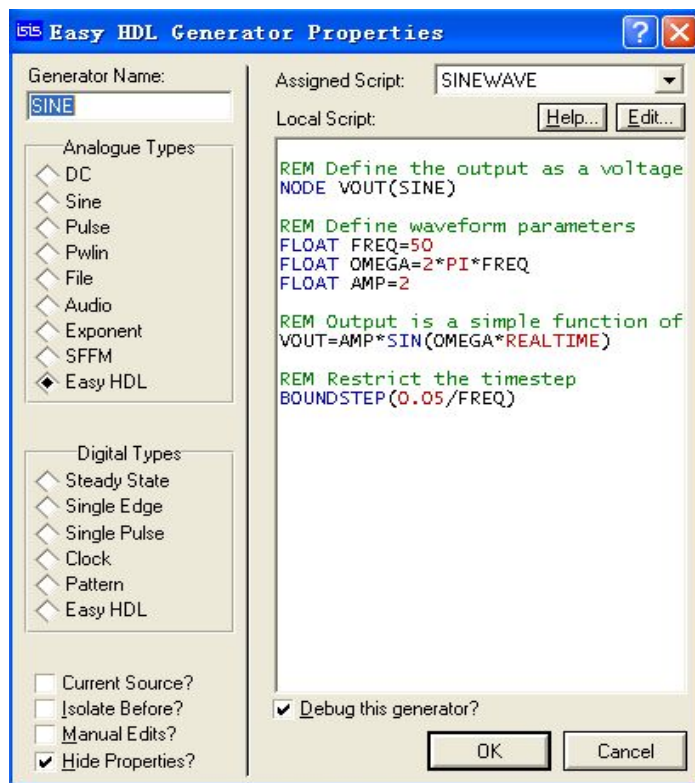 isis Easy HDL Generator Properties
Generator Name:
SINE
Analogue Types
DC
Sine
Pulse
Pwlin
File
Audio
Exponent
SFFM
Easy HDL
Digital Types
Steady State
Single Edge
Single Pulse
Clock
Pattern
Easy HDL
Current Source?
Isolate Before?
Manual Edits?
Hide Properties?
Assigned Script: SINEWAVE
Local Script: Help... Edit...
REM Define the output as a voltage
NODE VOUT(SINE)
REM Define waveform parameters
FLOAT FREQ=50
FLOAT OMEGA=2*PI*FREQ
FLOAT AMP=2
REM Output is a simple function of
VOUT=AMP*SIN(OMEGA*REALTIME)
REM Restrict the timestep
BOUNDSTEP(0.05/FREQ)
Debug this generator?
OK Cancel